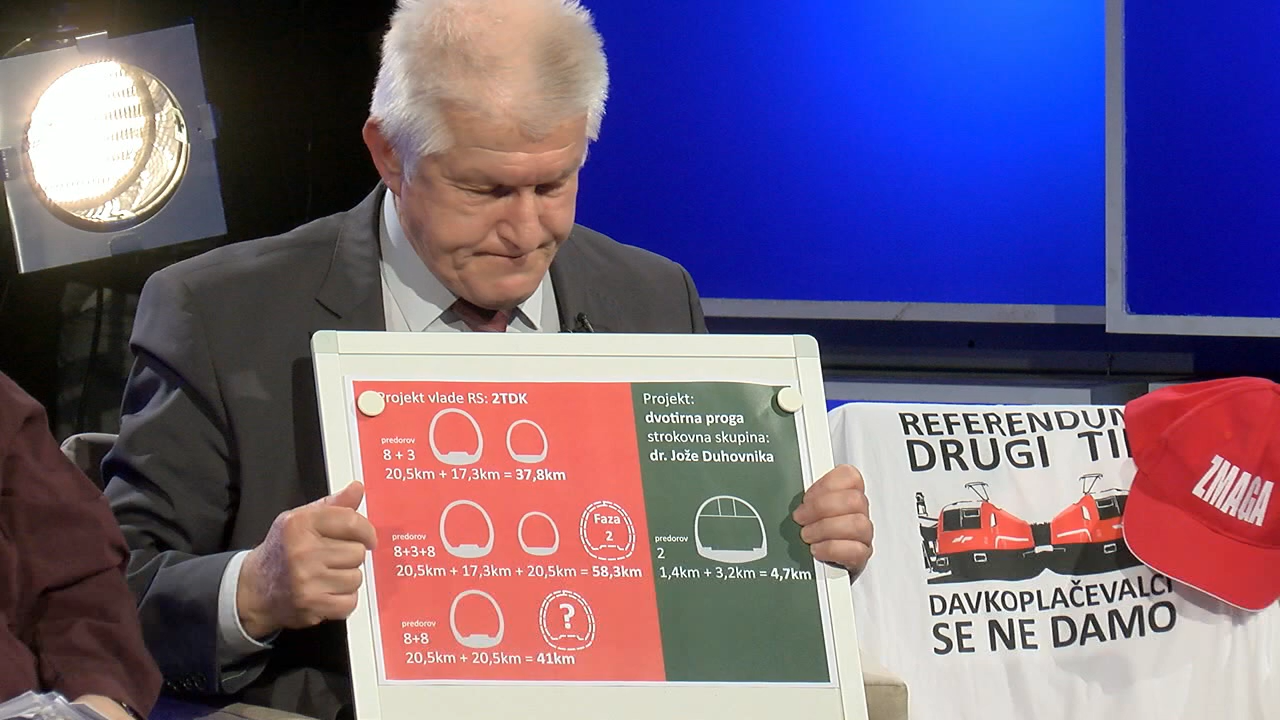 Projekt vlade RS: 2TDK
predorov
8 + 3
20,5km + 17,3km = 37,8km
predorov
8+3+8
Faza
2
20,5km + 17,3km + 20,5km = 58,3km
predorov
8+8
?
20,5km + 20,5km = 41km
Projekt:
dvotirna proga
strokovna skupina:
dr. Jože Duhovnika
predorov
2
1,4km + 3,2km = 4,7km
REFERENDUM
DRUGI TI
DAVKOPLAČEVALCI
SE NE DAMO
ZMAGA